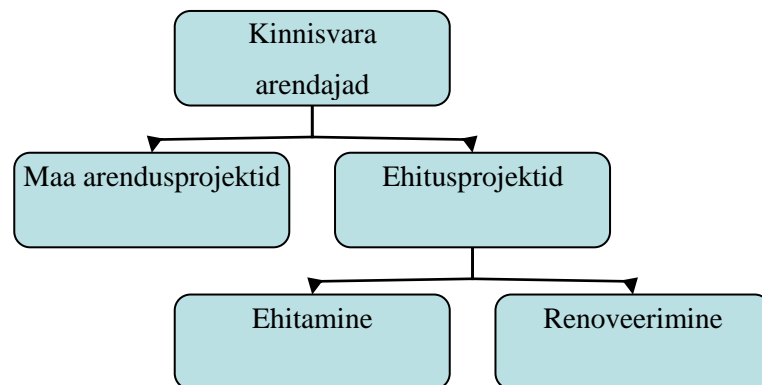 Kinnisvara
arendajad
Maa arendusprojektid
Ehitusprojektid
Ehitamine
Renoveerimine